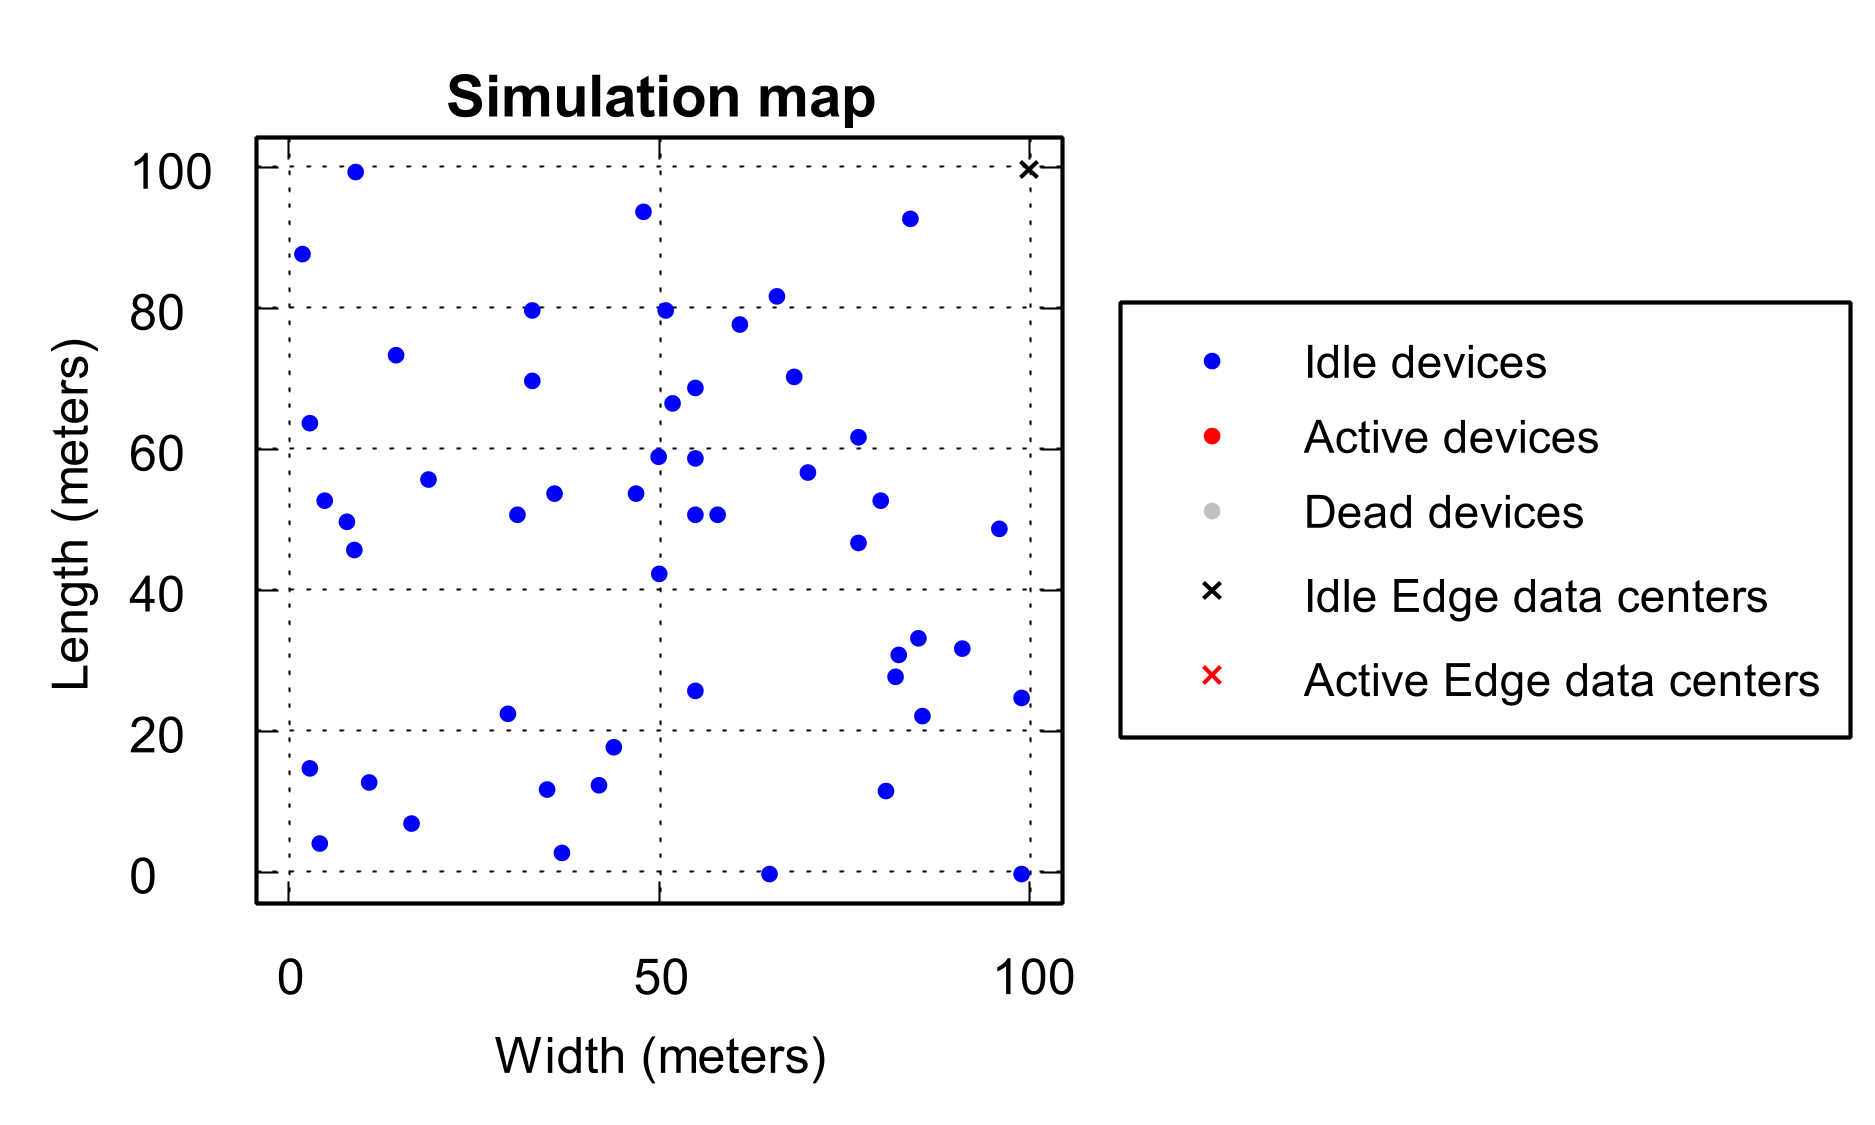 Simulation map
100
80
60
40
20
0
Length (meters)
0 50 100
Width (meters)
Idle devices
Active devices
Dead devices
Idle Edge data centers
Active Edge data centers